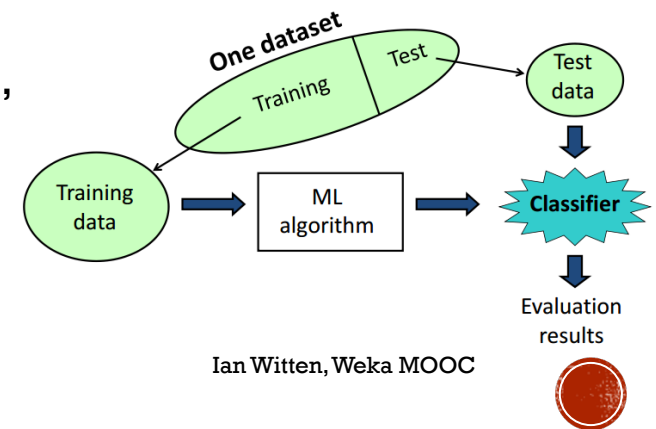 One dataset
,
Training
Test
Test
data
Training
data
ML
algorithm
Classifier
Evaluation
results
Ian Witten, Weka MOOC